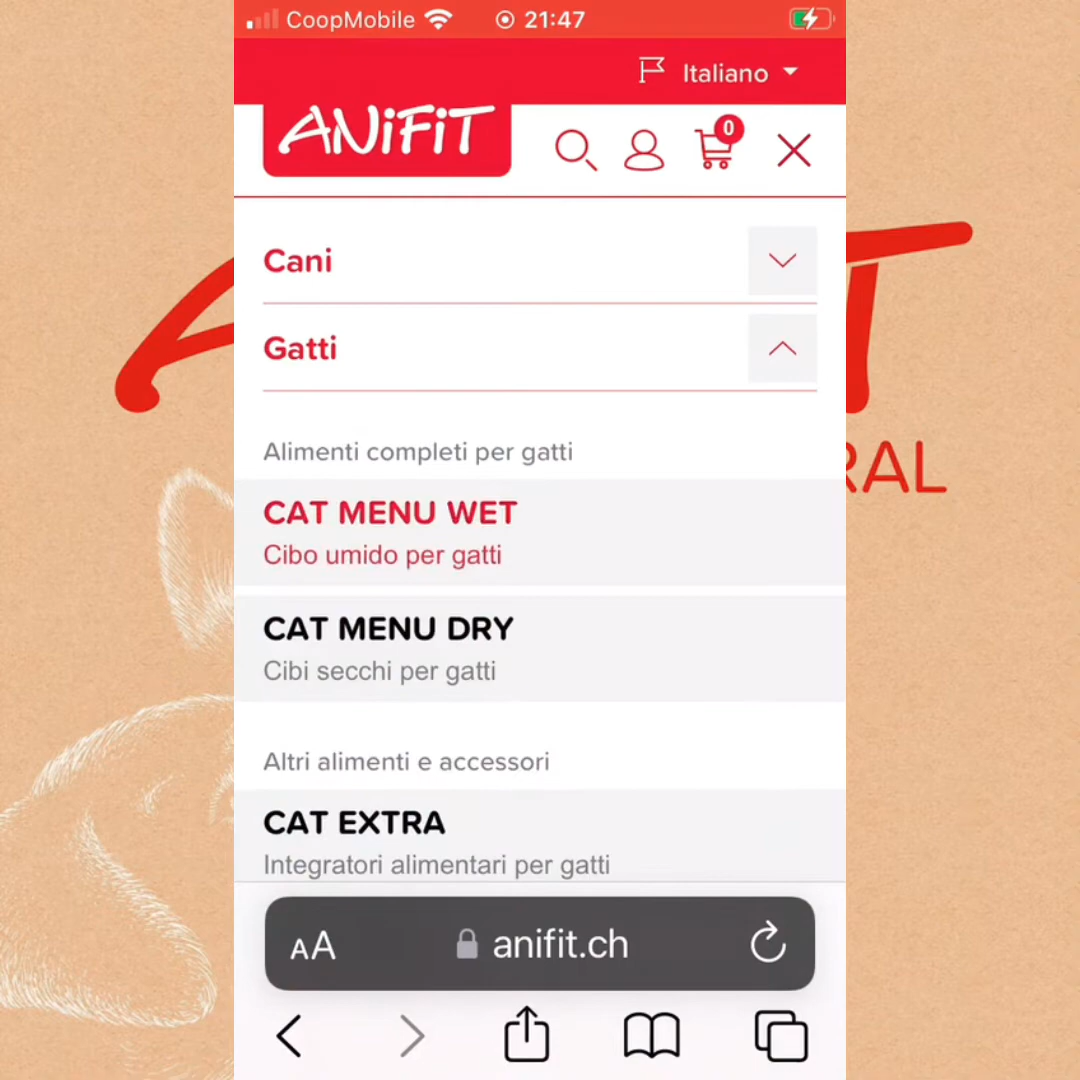 CoopMobile 21:47
Italiano
ANiFiT
0
Cani
Gatti
Alimenti completi per gatti
CAT MENU WET
Cibo umido per gatti
CAT MENU DRY
Cibi secchi per gatti
Altri alimenti e accessori
CAT EXTRA
Integratori alimentari per gatti
AA anifit.ch